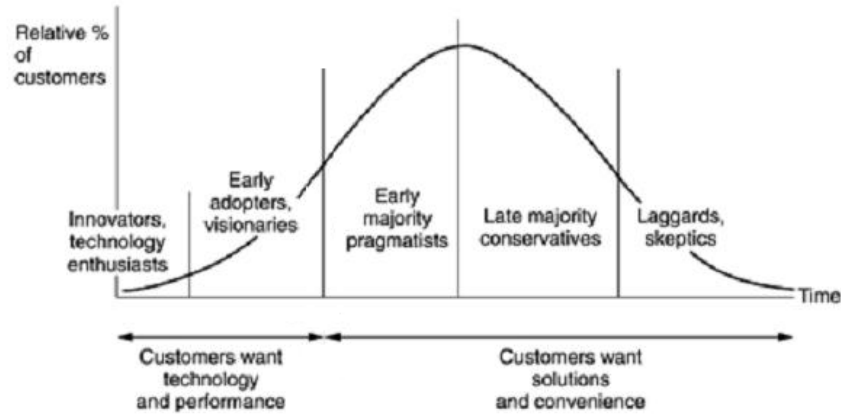 Relative %
of
customers
Innovators,
technology
enthusiasts
Early
adopters,
visionaries
Early
majority
pragmatists
Late majority
conservatives
Laggards,
skeptics
Time
Customers want
technology
and performance
Customers want
solutions
and convenience